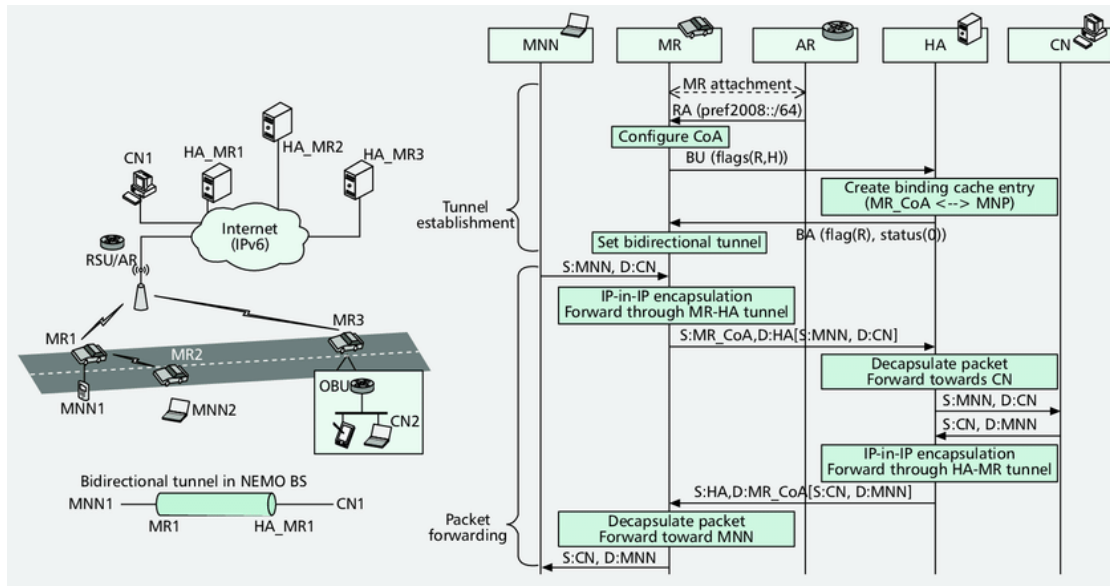 CN1
HA_MR1
HA_MR2
HA_MR3
Internet
(IPv6)
RSU/AR
MR1
MR2
MR3
MNN1
MNN2
OBU
CN2
Bidirectional tunnel in NEMO BS
MNN1
CN1
MR1
HA_MR1
MNN
MR
AR
HA
CN
Tunnel
establishment
MR attachment
RA (pref2008::/64)
Configure CoA
BU (flags(R,H))
Create binding cache entry
(MR_CoA <--> MNP)
BA (flag(R), status(0))
Set bidirectional tunnel
Packet
forwarding
S:MNN, D:CN
IP-in-IP encapsulation
Forward through MR-HA tunnel
S:MR_CoA,D:HA[S:MNN, D:CN]
Decapsulate packet
Forward towards CN
S:MNN, D:CN
S:CN, D:MNN
IP-in-IP encapsulation
Forward through HA-MR tunnel
S:HA,D:MR_CoA[S:CN, D:MNN]
Decapsulate packet
Forward toward MNN
S:CN, D:MNN